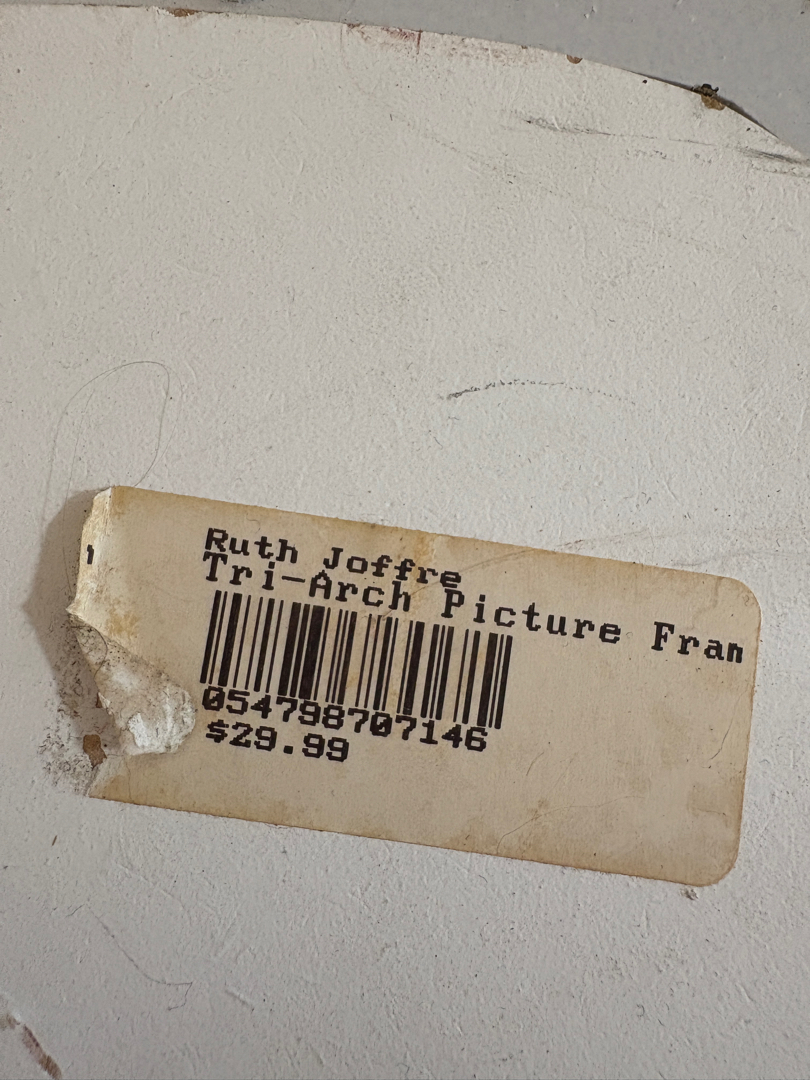 Ruth Joffre
Tri-Arch Picture Fram
054798707146
$29.99